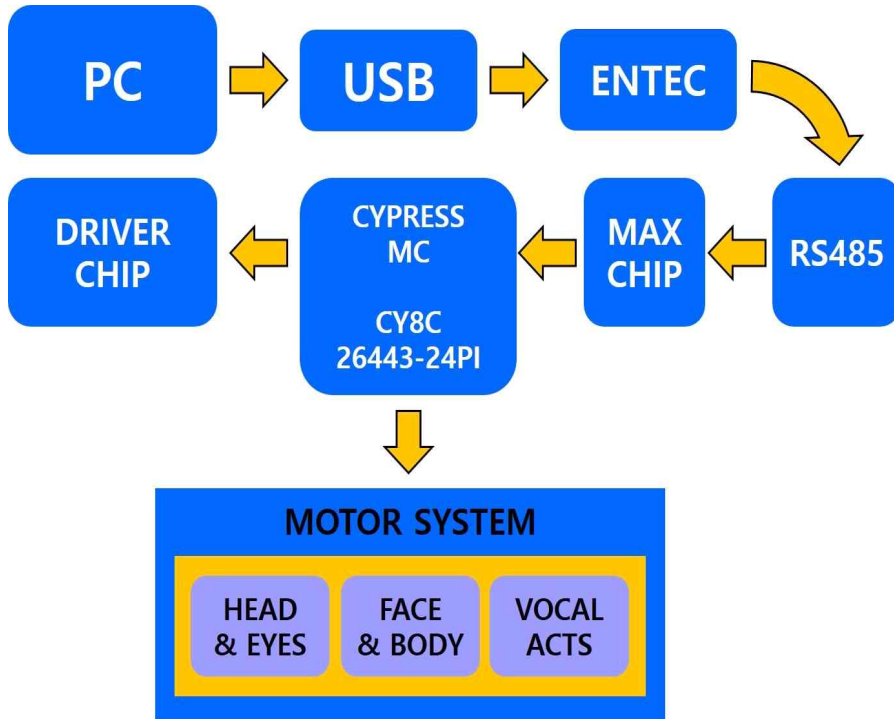 PC
USB
ENTEC
RS485
MAX
CHIP
CYPRESS
MC
CY8C
26443-24PI
DRIVER
CHIP
MOTOR SYSTEM
HEAD
& EYES
FACE
& BODY
VOCAL
ACTS